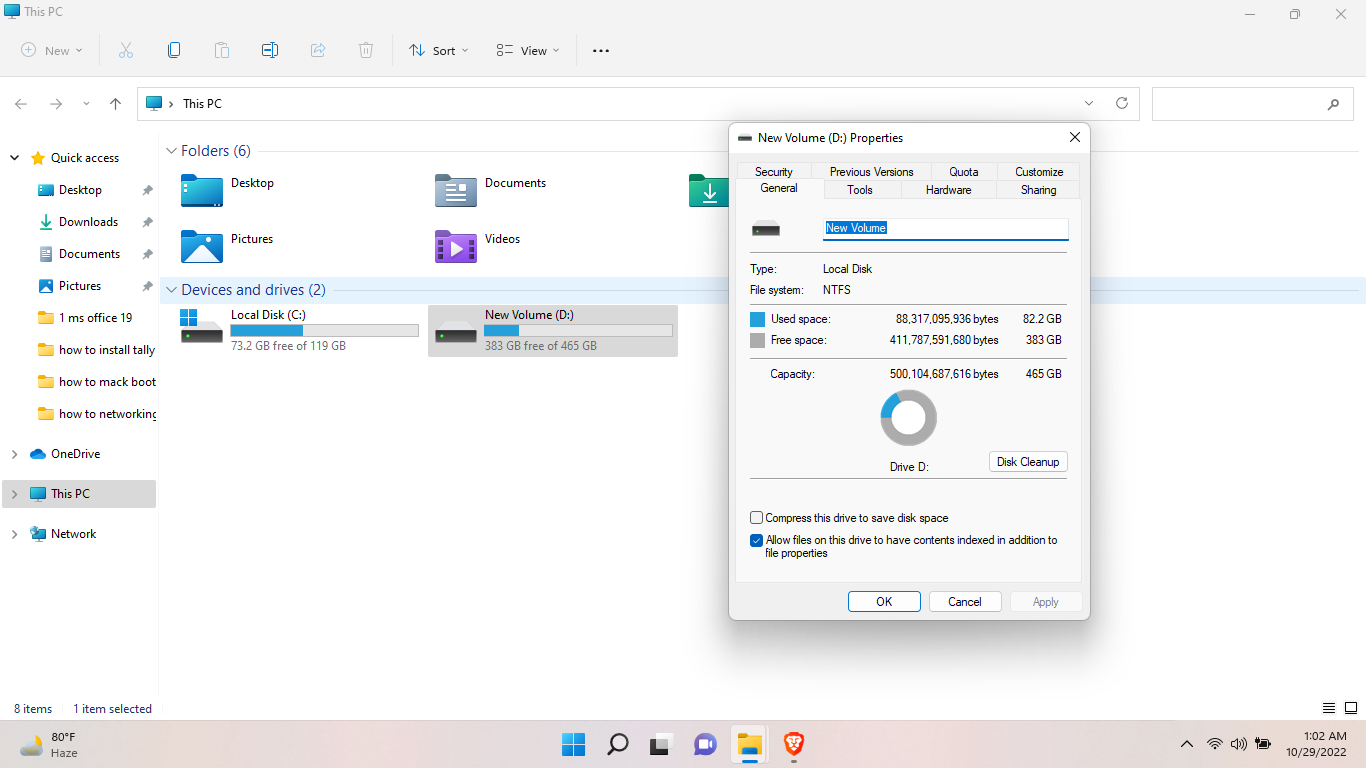 This PC
New
Sort
View
This PC
Quick access
Desktop
Downloads
Documents
Pictures
1 ms office 19
how to install tally
how to mack boot
how to networking
OneDrive
This PC
Network
Folders (6)
Desktop
Documents
Pictures
Videos
Devices and drives (2)
Local Disk (C:)
73.2 GB free of 119 GB
New Volume (D:)
383 GB free of 465 GB
New Volume (D:) Properties
Security Previous Versions Quota Customize
General Tools Hardware Sharing
New Volume
Type: Local Disk
File system: NTFS
Used space: 88,317,095,936 bytes 82.2 GB
Free space: 411,787,591,680 bytes 383 GB
Capacity: 500,104,687,616 bytes 465 GB
Drive D:
Disk Cleanup
Compress this drive to save disk space
Allow files on this drive to have contents indexed in addition to
file properties
OK Cancel Apply
8 items 1 item selected
80°F
Haze
1:02 AM
10/29/2022